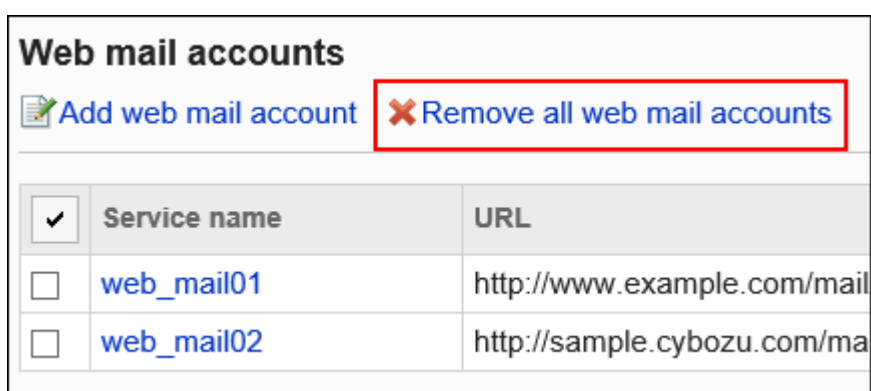 Web mail accounts
Add web mail account Remove all web mail accounts
Service name URL
web_mail01 http://www.example.com/mail
web_mail02 http://sample.cybozu.com/ma